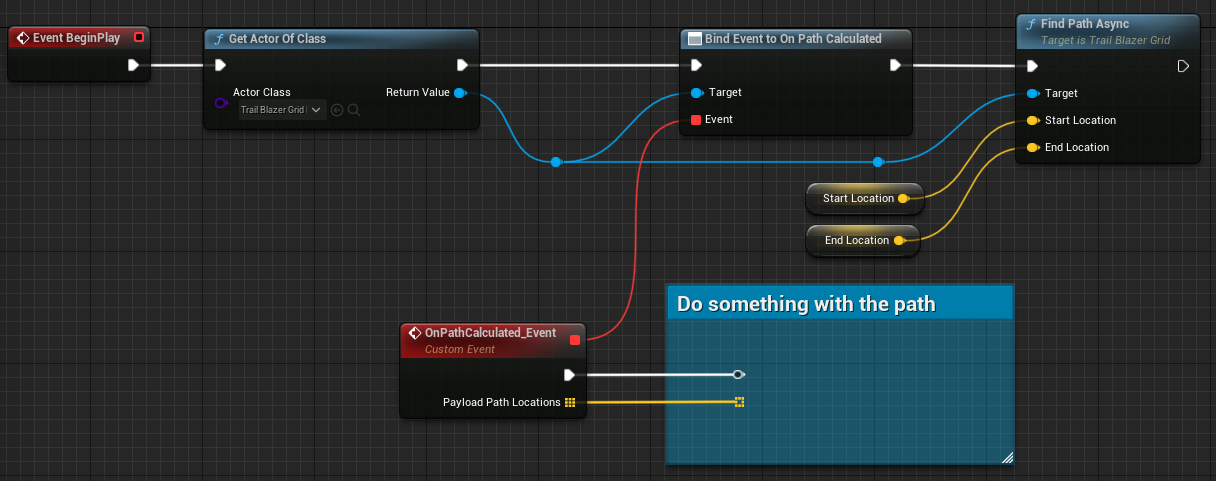 Event BeginPlay
Get Actor Of Class
Actor Class
Trail Blazer Grid
Return Value
Bind Event to On Path Calculated
Target
Event
Find Path Async
Target is Trail Blazer Grid
Target
Start Location
End Location
Start Location
End Location
Do something with the path
OnPathCalculated_Event
Custom Event
Payload Path Locations